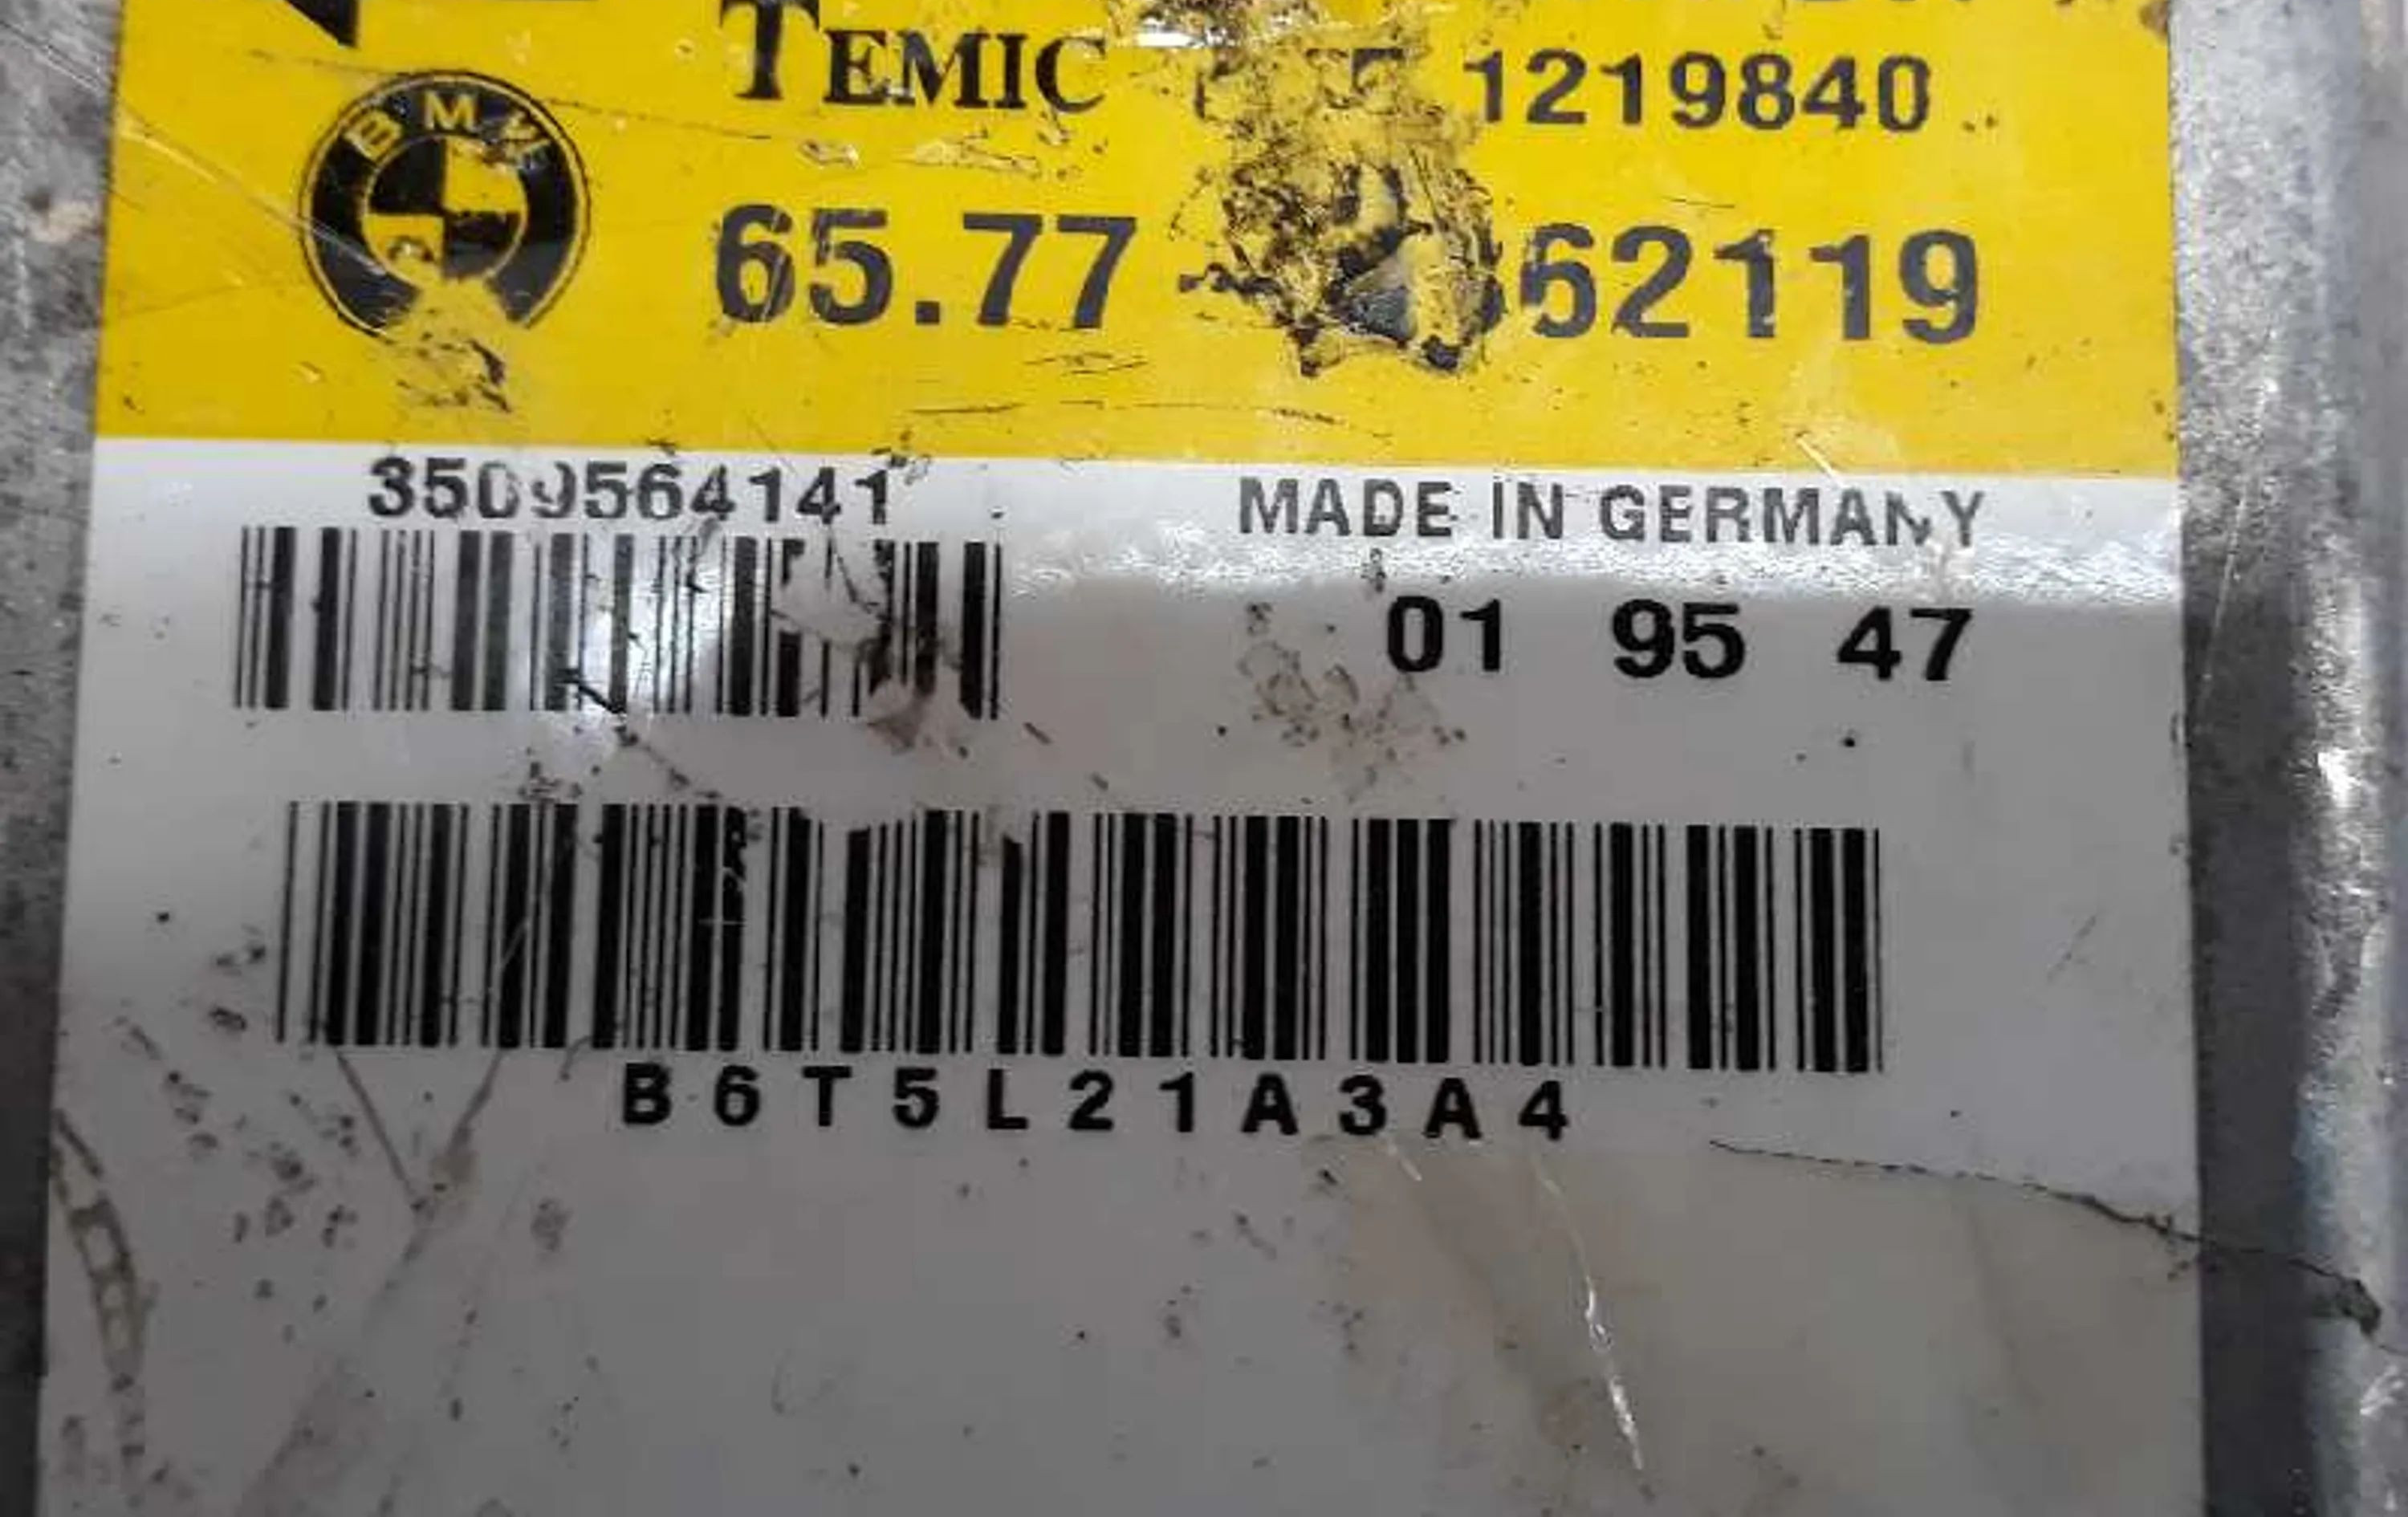 TEMIC 1219840
BMW
65.77 - 62119
3509564141
MADE IN GERMANY
01 95 47
B6T5L21A3A4